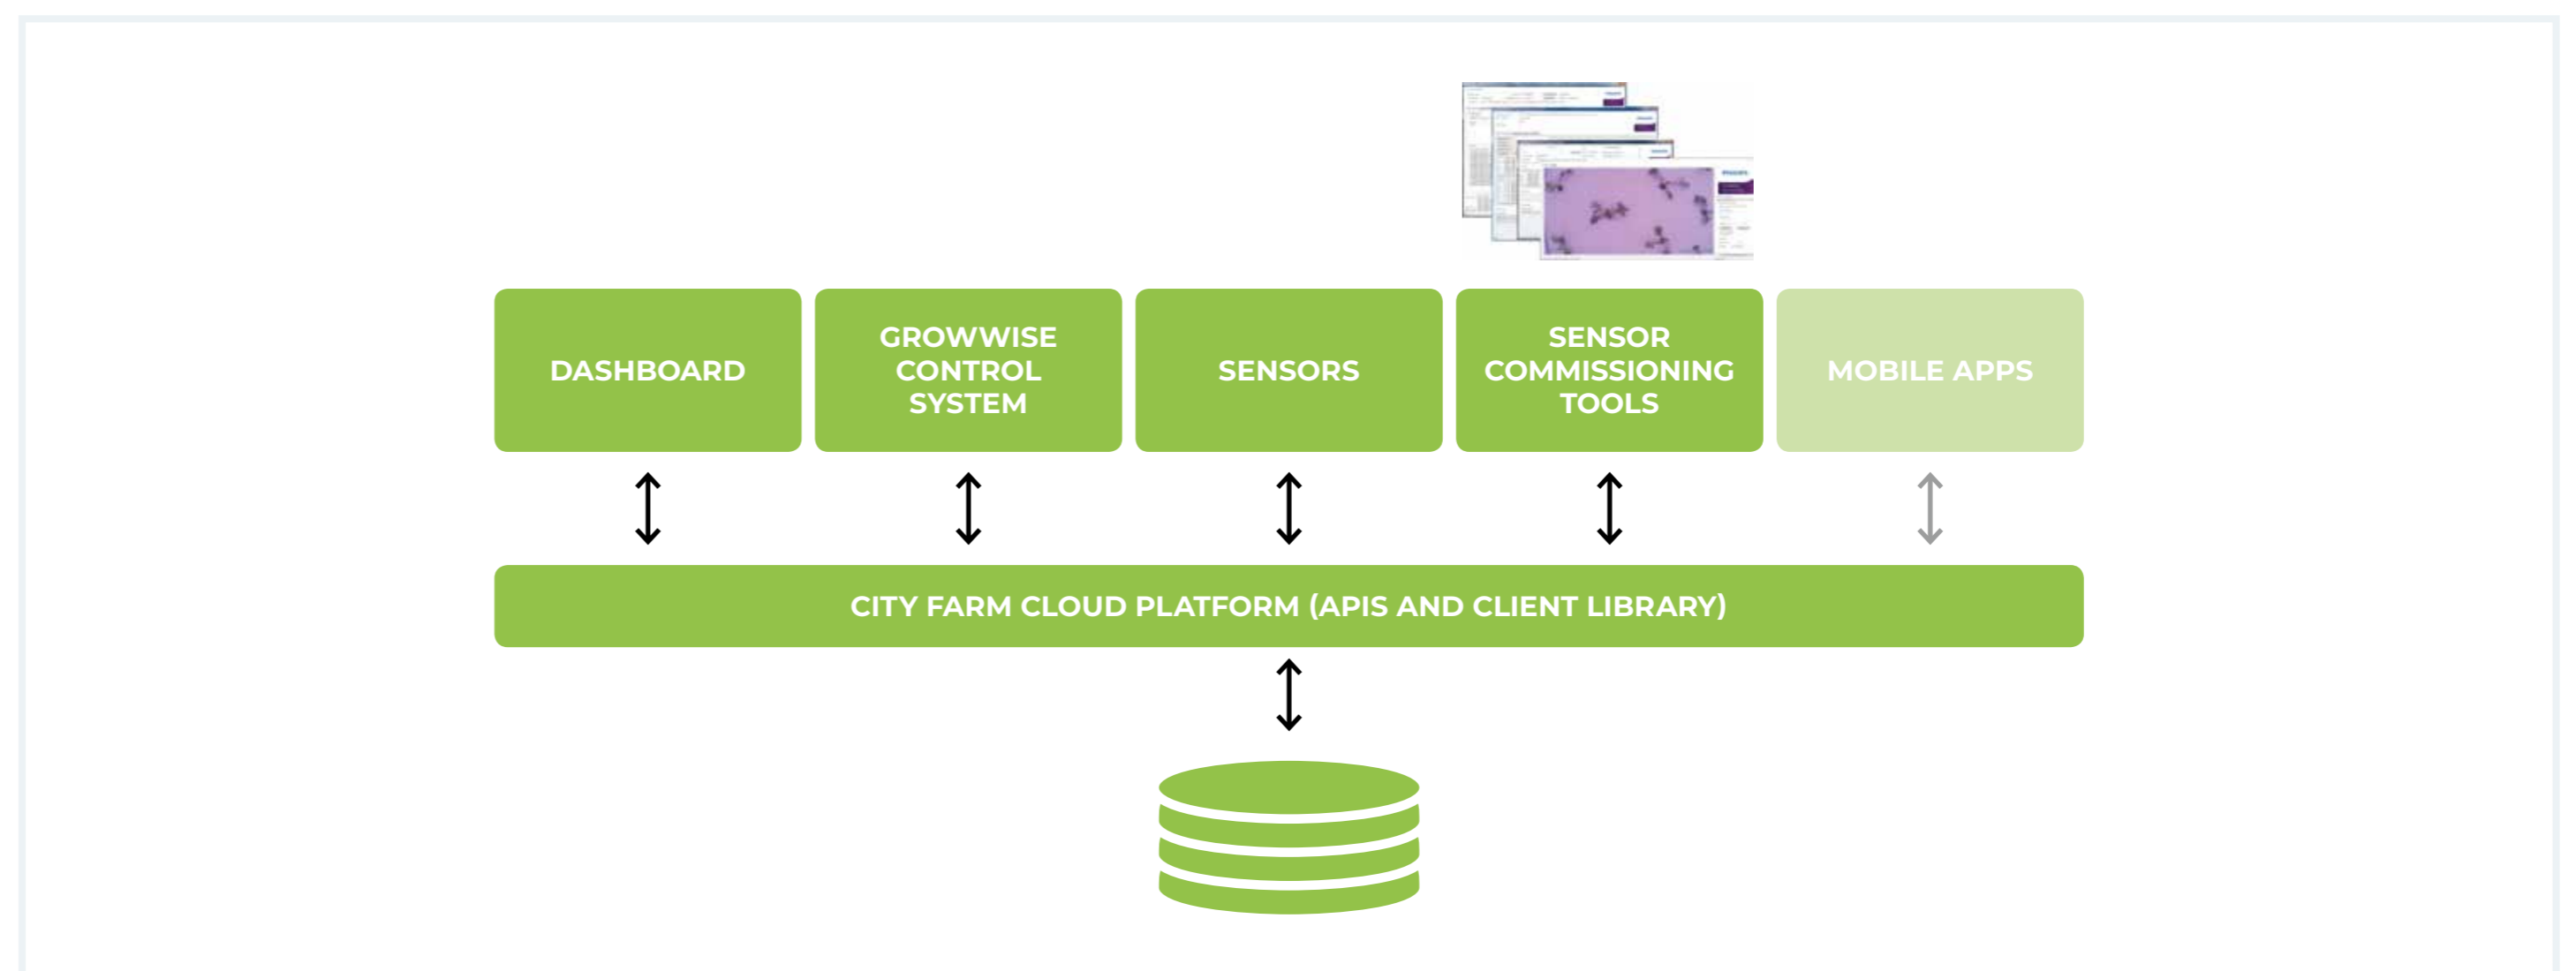 DASHBOARD
GROWWISE
CONTROL
SYSTEM
SENSORS
SENSOR
COMMISSIONING
TOOLS
MOBILE APPS
CITY FARM CLOUD PLATFORM (APIS AND CLIENT LIBRARY)